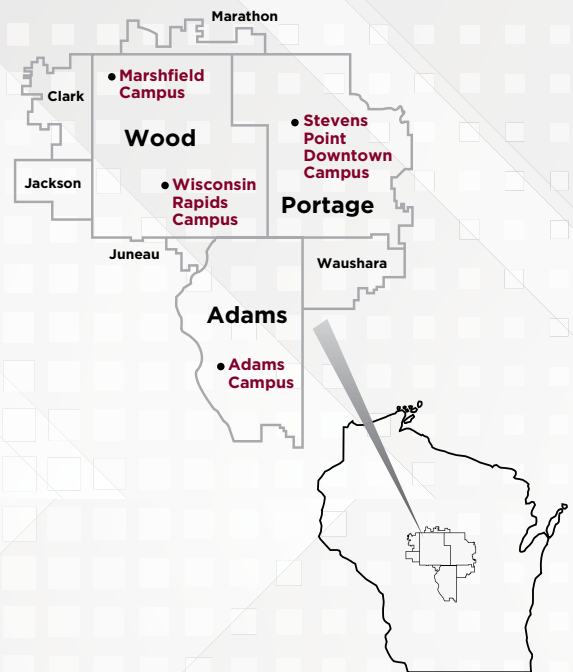 Marathon
Marshfield
Campus
Clark
Stevens
Point
Downtown
Campus
Wood
Jackson
Wisconsin
Rapids
Campus
Portage
Juneau
Waushara
Adams
Adams
Campus